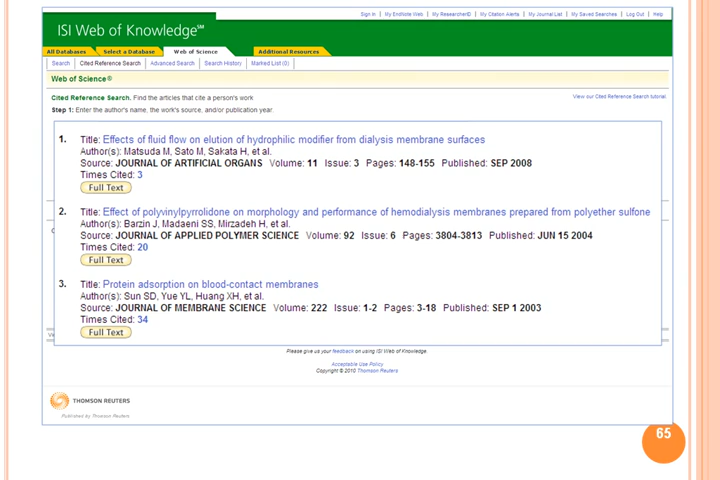 Sign In | My EndNote Web | My ResearcherID | My Citation Alerts | My Journal List | My Saved Searches | Log Out | Help
ISI Web of Knowledge℠
All Databases Select a Database Web of Science Additional Resources
Search Cited Reference Search Advanced Search Search History Marked List (0)
Web of Science®
Cited Reference Search. Find the articles that cite a person's work
View our Cited Reference Search tutorial.
Step 1: Enter the author's name, the work's source, and/or publication year.
1. Title: Effects of fluid flow on elution of hydrophilic modifier from dialysis membrane surfaces
Author(s): Matsuda M, Sato M, Sakata H, et al.
Source: JOURNAL OF ARTIFICIAL ORGANS Volume: 11 Issue: 3 Pages: 148-155 Published: SEP 2008
Times Cited: 3
Full Text
2. Title: Effect of polyvinylpyrrolidone on morphology and performance of hemodialysis membranes prepared from polyether sulfone
Author(s): Barzin J, Madaeni SS, Mirzadeh H, et al.
Source: JOURNAL OF APPLIED POLYMER SCIENCE Volume: 92 Issue: 6 Pages: 3804-3813 Published: JUN 15 2004
Times Cited: 20
Full Text
3. Title: Protein adsorption on blood-contact membranes
Author(s): Sun SD, Yue YL, Huang XH, et al.
Source: JOURNAL OF MEMBRANE SCIENCE Volume: 222 Issue: 1-2 Pages: 3-18 Published: SEP 1 2003
Times Cited: 34
Full Text
Please give us your feedback on using ISI Web of Knowledge
Acceptable Use Policy
Copyright © 2010 Thomson Reuters
THOMSON REUTERS
Published by Thomson Reuters
65